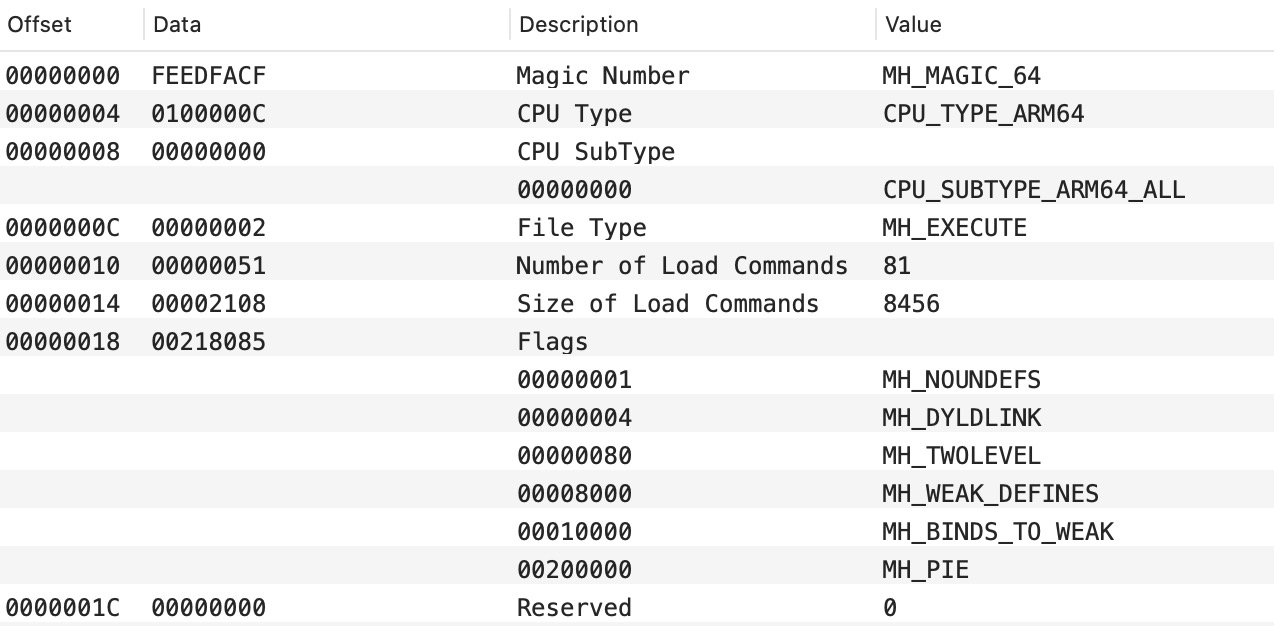 Offset Data Description Value
00000000 FEEDFACF Magic Number MH_MAGIC_64
00000004 0100000C CPU Type CPU_TYPE_ARM64
00000008 00000000 CPU SubType
00000000 CPU_SUBTYPE_ARM64_ALL
0000000C 00000002 File Type MH_EXECUTE
00000010 00000051 Number of Load Commands 81
00000014 00002108 Size of Load Commands 8456
00000018 00218085 Flags
00000001 MH_NOUNDEFS
00000004 MH_DYLDLINK
00000080 MH_TWOLEVEL
00008000 MH_WEAK_DEFINES
00010000 MH_BINDS_TO_WEAK
00200000 MH_PIE
0000001C 00000000 Reserved 0